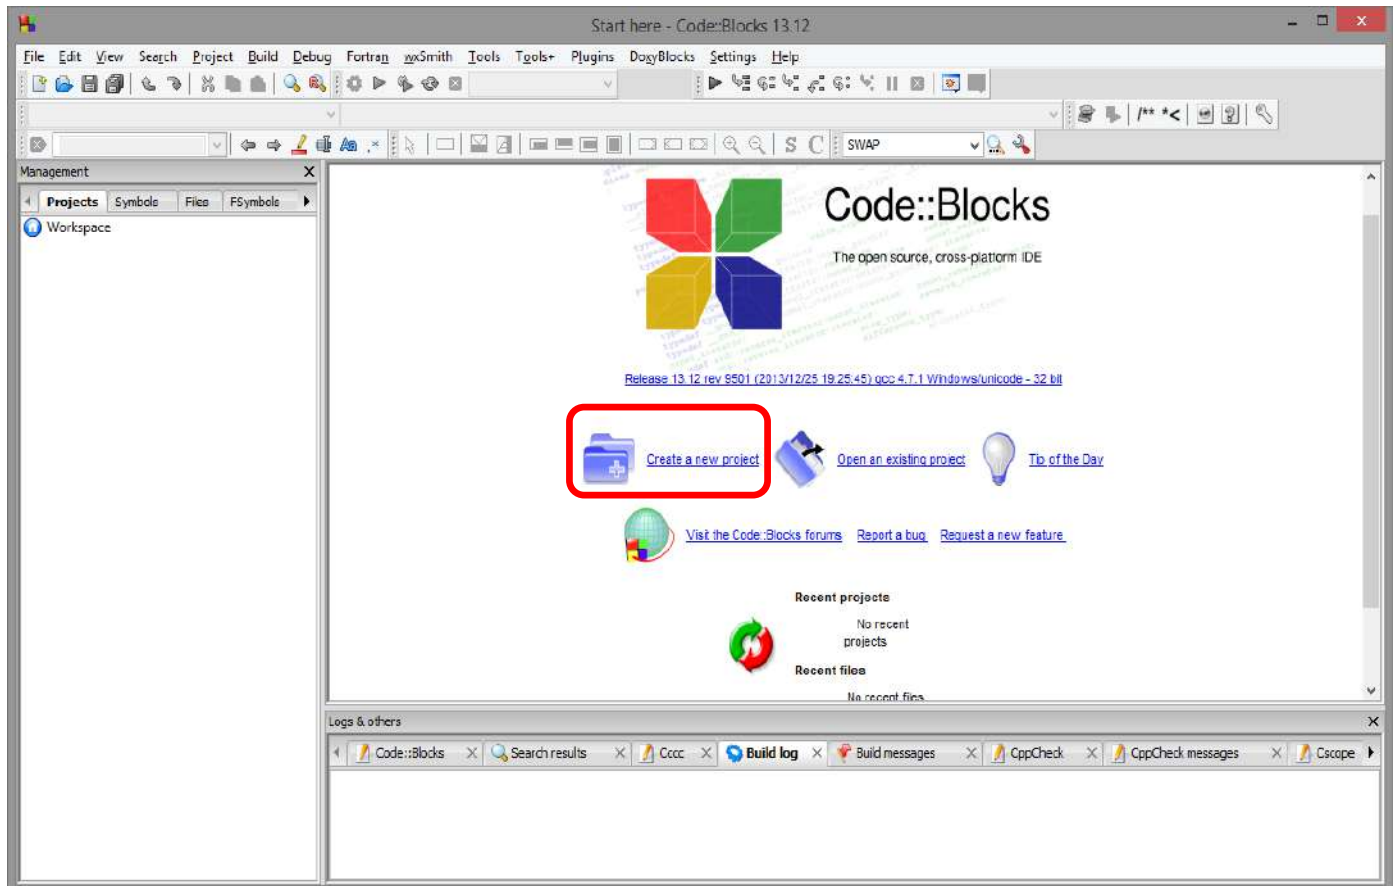 Start here - Code::Blocks 13.12
File Edit View Search Project Build Debug Fortran wxSmith Tools Tools+ Plugins DoxyBlocks Settings Help
/** *<
S C SWAP
Management
Projects Symbols Files FSymbols
Workspace
Code::Blocks
The open source, cross-platform IDE
Release 13.12 rev 9501 (2013/12/25 19:25:45) gcc 4.7.1 Windows/unicode - 32 bit
Create a new project Open an existing project Tip of the Day
Visit the Code::Blocks forums Report a bug Request a new feature
Recent projects
No recent
projects
Recent files
No recent files
Logs & others
Code::Blocks Search results Cccc Build log Build messages CppCheck CppCheck messages Cscope